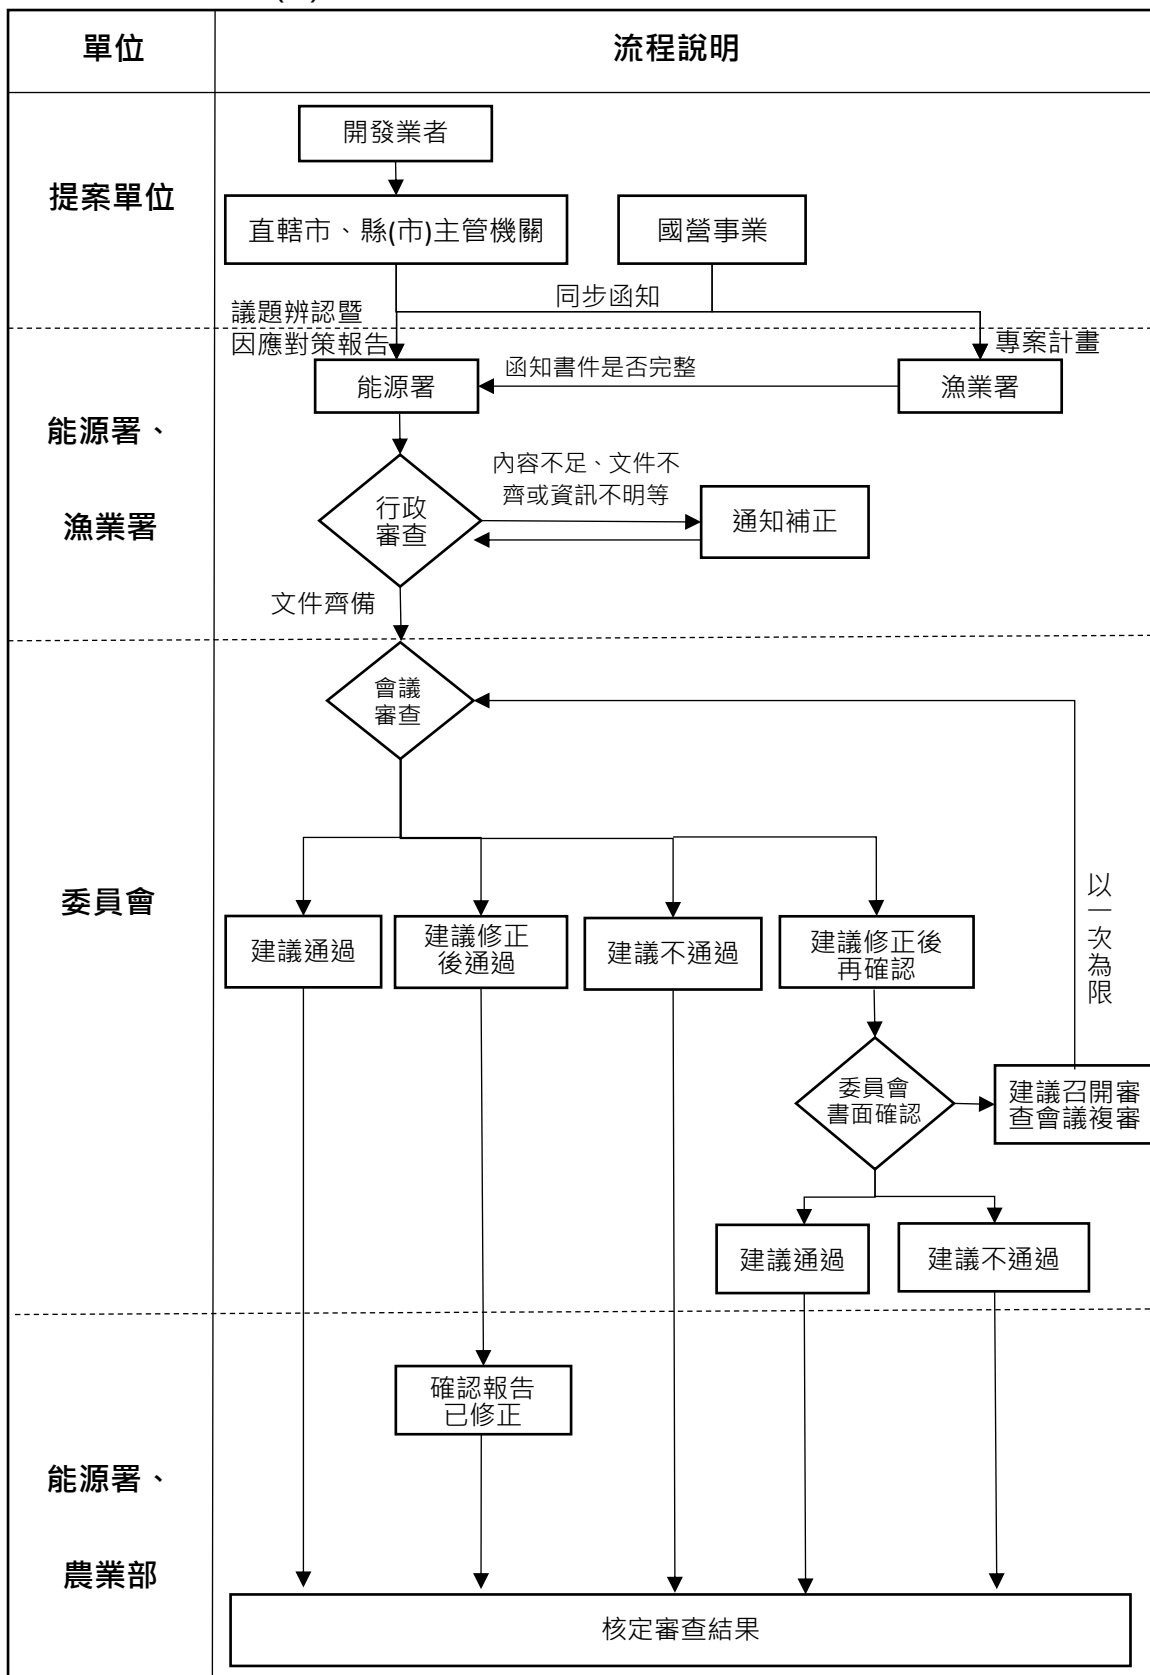 單位
流程說明
提案單位
開發業者
直轄市、縣(市)主管機關
國營事業
同步函知
議題辨認暨
因應對策報告
專案計畫
能源署、
漁業署
能源署
函知書件是否完整
漁業署
行政
審查
內容不足、文件不
齊或資訊不明等
通知補正
文件齊備
委員會
會議
審查
以一次為限
建議通過
建議修正
後通過
建議不通過
建議修正後
再確認
委員會
書面確認
建議召開審
查會議複審
建議通過
建議不通過
能源署、
農業部
確認報告
已修正
核定審查結果